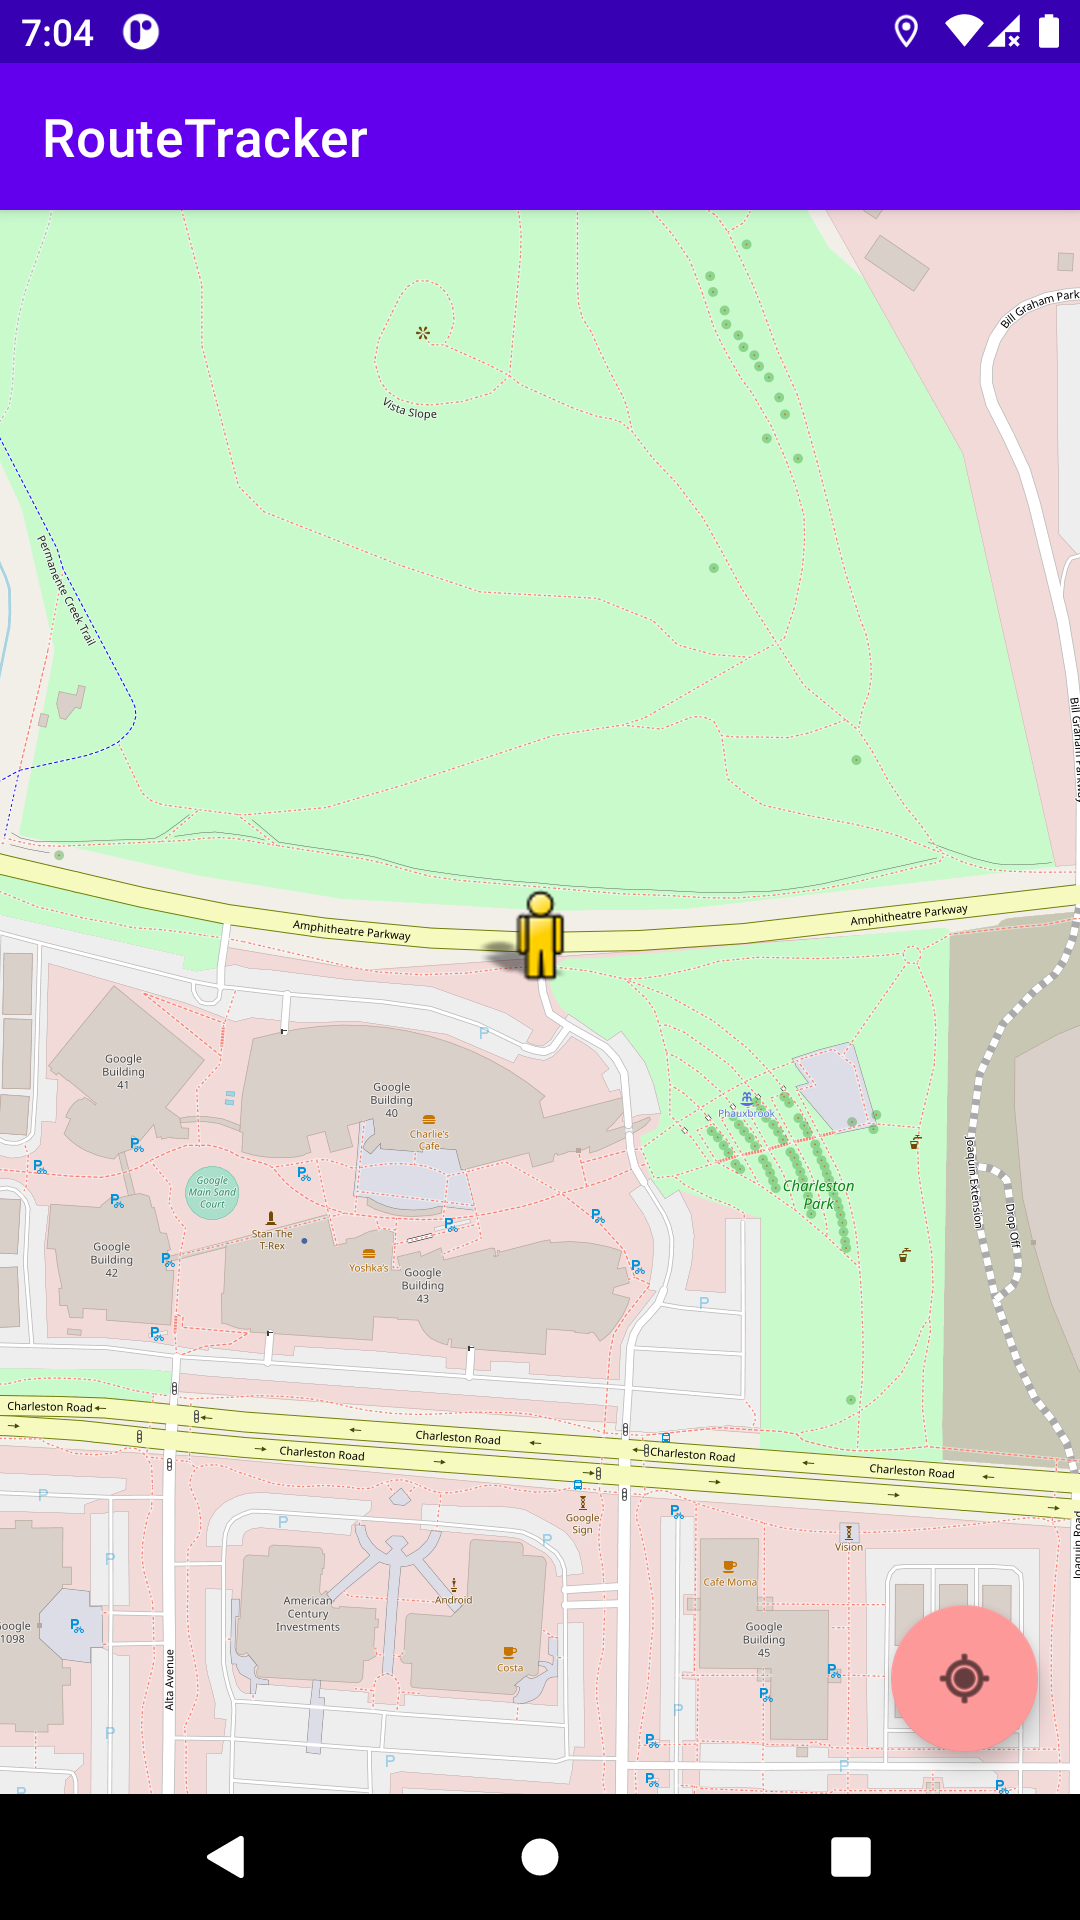 7:04
RouteTracker
Bill Graham Park
Vista Slope
Permanente Creek Trail
Bill Graham Parkway
Amphitheatre Parkway
Amphitheatre Parkway
P
Google
Building
41
Google
Building
40
Charlie's
Cafe
Phauxbrook
Google
Main Sand
Court
Charleston
Park
Joaquin Extension
Drop Off
Stan The
T-Rex
Google
Building
42
Yoshka's
Google
Building
43
P
Charleston Road
Charleston Road
Charleston Road
Charleston Road
Charleston Road
P
P
P
Google
Sign
Vision
Joaquin Road
P
Cafe Moma
Android
American
Century
Investments
Google
Building
45
oogle
1098
Costa
Alta Avenue
P
P
P
P
P